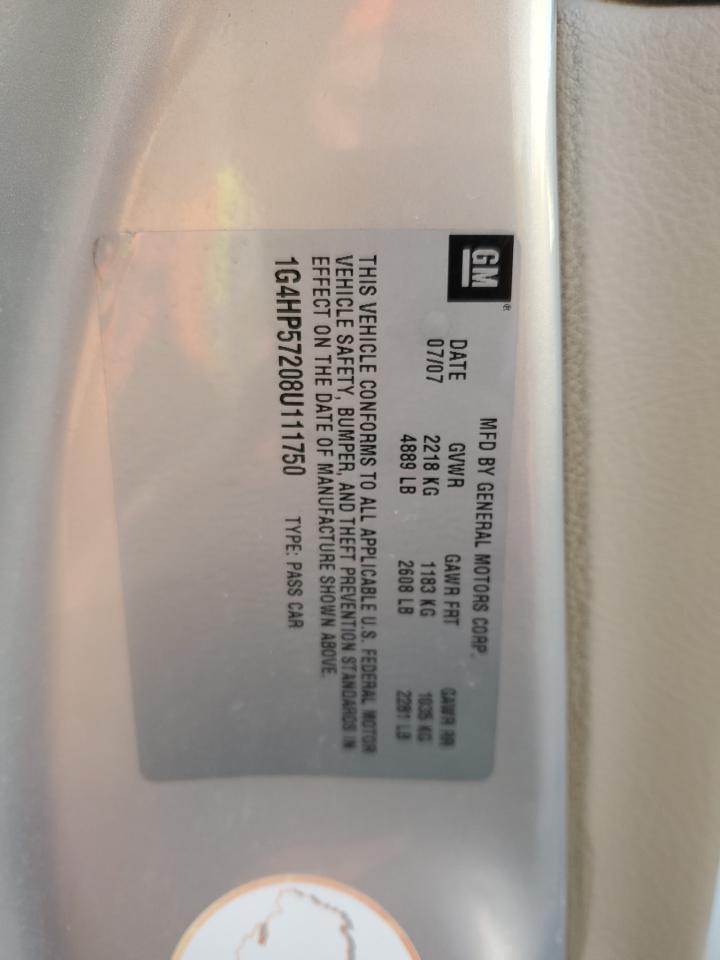 GM®
MFD BY GENERAL MOTORS CORP.
DATE GVWR GAWR FRT GAWR RR
07/07 2218 KG 1183 KG 1035 KG
4889 LB 2608 LB 2281 LB
THIS VEHICLE CONFORMS TO ALL APPLICABLE U.S. FEDERAL MOTOR
VEHICLE SAFETY, BUMPER, AND THEFT PREVENTION STANDARDS IN
EFFECT ON THE DATE OF MANUFACTURE SHOWN ABOVE.
1G4HP57208U111750 TYPE: PASS CAR